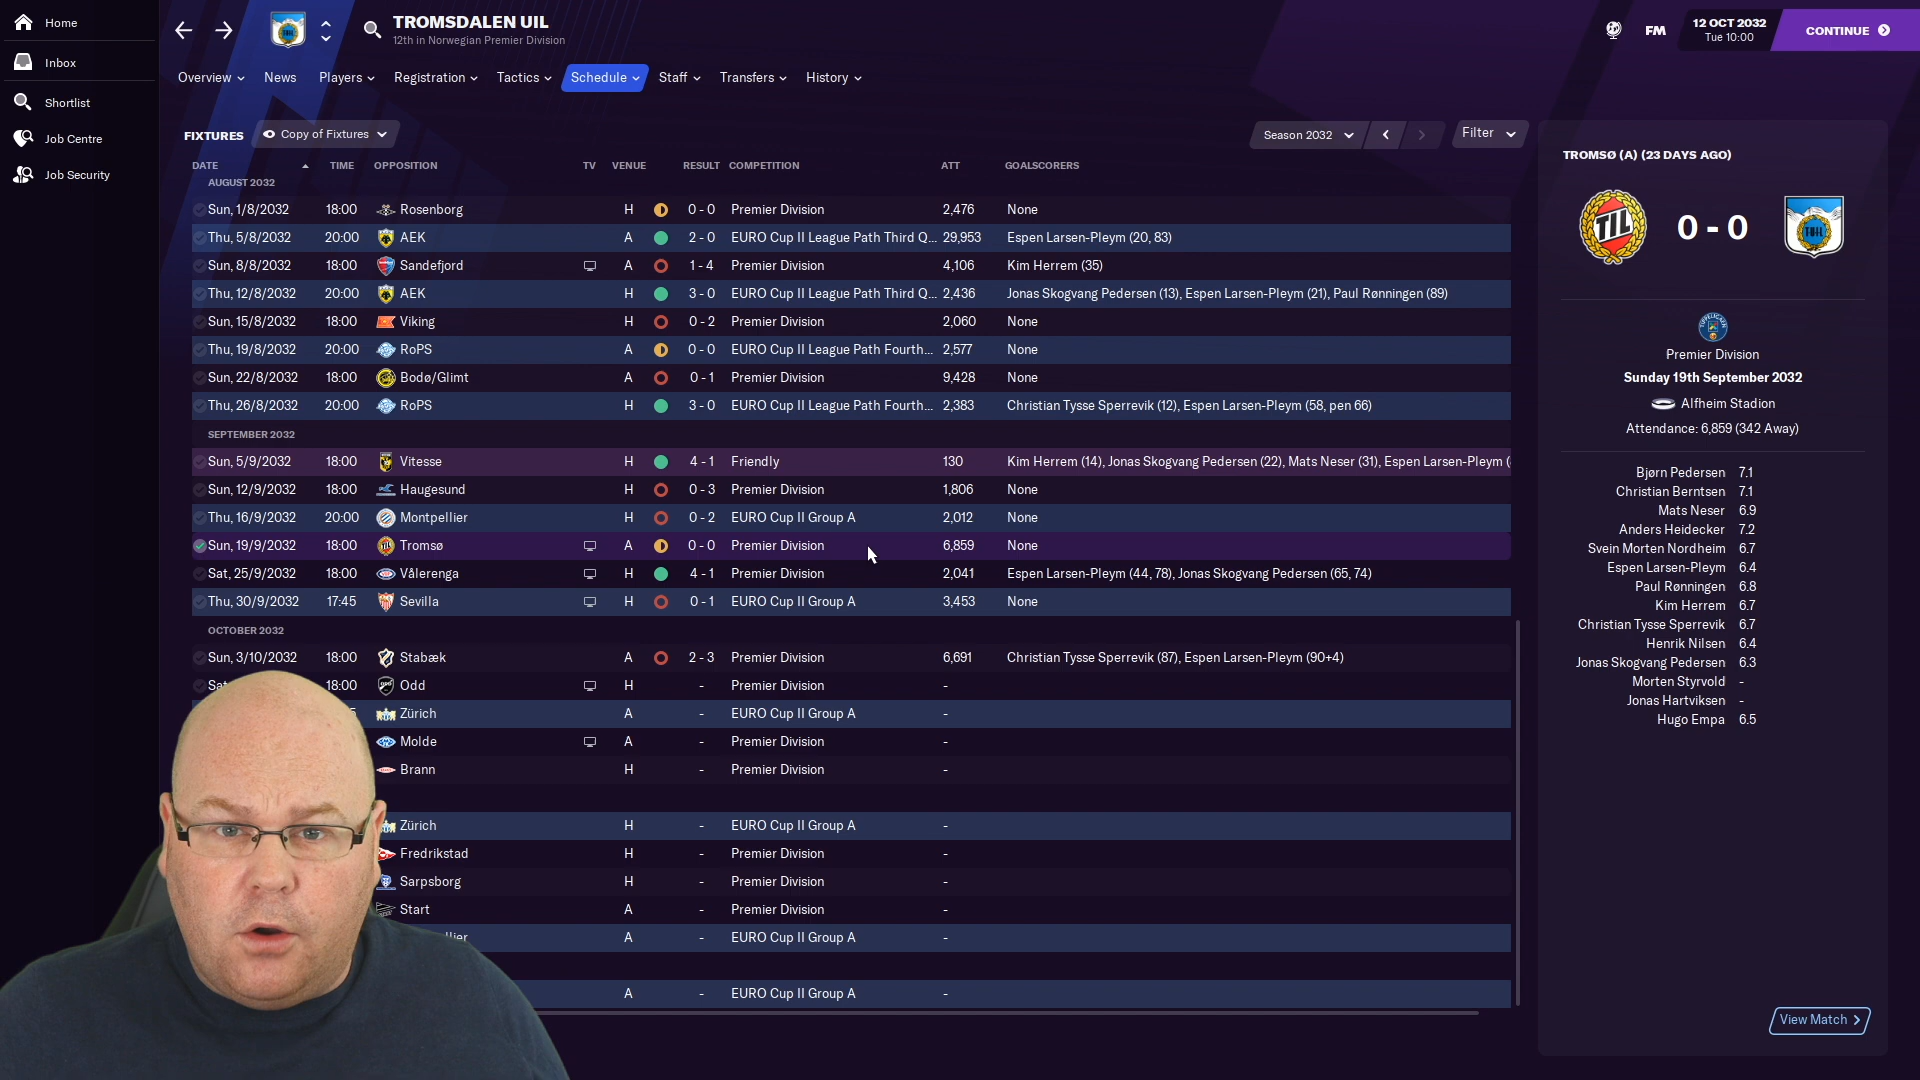 Home
Inbox
Shortlist
Job Centre
Job Security
TROMSDALEN UIL
12th in Norwegian Premier Division
FM
12 OCT 2032
Tue 10:00
CONTINUE
Overview News Players Registration Tactics Schedule Staff Transfers History
FIXTURES Copy of Fixtures Season 2032 Filter
DATE TIME OPPOSITION TV VENUE RESULT COMPETITION ATT GOALSCORERS
AUGUST 2032
Sun, 1/8/2032 18:00 Rosenborg H 0 - 0 Premier Division 2,476 None
Thu, 5/8/2032 20:00 AEK A 2 - 0 EURO Cup II League Path Third Q... 29,953 Espen Larsen-Pleym (20, 83)
Sun, 8/8/2032 18:00 Sandefjord A 1 - 4 Premier Division 4,106 Kim Herrem (35)
Thu, 12/8/2032 20:00 AEK H 3 - 0 EURO Cup II League Path Third Q... 2,436 Jonas Skogvang Pedersen (13), Espen Larsen-Pleym (21), Paul Rønningen (89)
Sun, 15/8/2032 18:00 Viking H 0 - 2 Premier Division 2,060 None
Thu, 19/8/2032 20:00 RoPS A 0 - 0 EURO Cup II League Path Fourth... 2,577 None
Sun, 22/8/2032 18:00 Bodø/Glimt A 0 - 1 Premier Division 9,428 None
Thu, 26/8/2032 20:00 RoPS H 3 - 0 EURO Cup II League Path Fourth... 2,383 Christian Tysse Sperrevik (12), Espen Larsen-Pleym (58, pen 66)
SEPTEMBER 2032
Sun, 5/9/2032 18:00 Vitesse H 4 - 1 Friendly 130 Kim Herrem (14), Jonas Skogvang Pedersen (22), Mats Neser (31), Espen Larsen-Pleym (
Sun, 12/9/2032 18:00 Haugesund H 0 - 3 Premier Division 1,806 None
Thu, 16/9/2032 20:00 Montpellier H 0 - 2 EURO Cup II Group A 2,012 None
Sun, 19/9/2032 18:00 Tromsø A 0 - 0 Premier Division 6,859 None
Sat, 25/9/2032 18:00 Vålerenga H 4 - 1 Premier Division 2,041 Espen Larsen-Pleym (44, 78), Jonas Skogvang Pedersen (65, 74)
Thu, 30/9/2032 17:45 Sevilla H 0 - 1 EURO Cup II Group A 3,453 None
OCTOBER 2032
Sun, 3/10/2032 18:00 Stabæk A 2 - 3 Premier Division 6,691 Christian Tysse Sperrevik (87), Espen Larsen-Pleym (90+4)
18:00 Odd H - Premier Division -
Zürich A - EURO Cup II Group A -
Molde A - Premier Division -
Brann H - Premier Division -
Zürich H - EURO Cup II Group A -
Fredrikstad H - Premier Division -
Sarpsborg H - Premier Division -
Start A - Premier Division -
A - EURO Cup II Group A -
A - EURO Cup II Group A -
TROMSØ (A) (23 DAYS AGO)
TIL
0 - 0
Premier Division
Sunday 19th September 2032
Alfheim Stadion
Attendance: 6,859 (342 Away)
Bjørn Pedersen 7.1
Christian Berntsen 7.1
Mats Neser 6.9
Anders Heidecker 7.2
Svein Morten Nordheim 6.7
Espen Larsen-Pleym 6.4
Paul Rønningen 6.8
Kim Herrem 6.7
Christian Tysse Sperrevik 6.7
Henrik Nilsen 6.4
Jonas Skogvang Pedersen 6.3
Morten Styrvold -
Jonas Hartviksen -
Hugo Empa 6.5
View Match